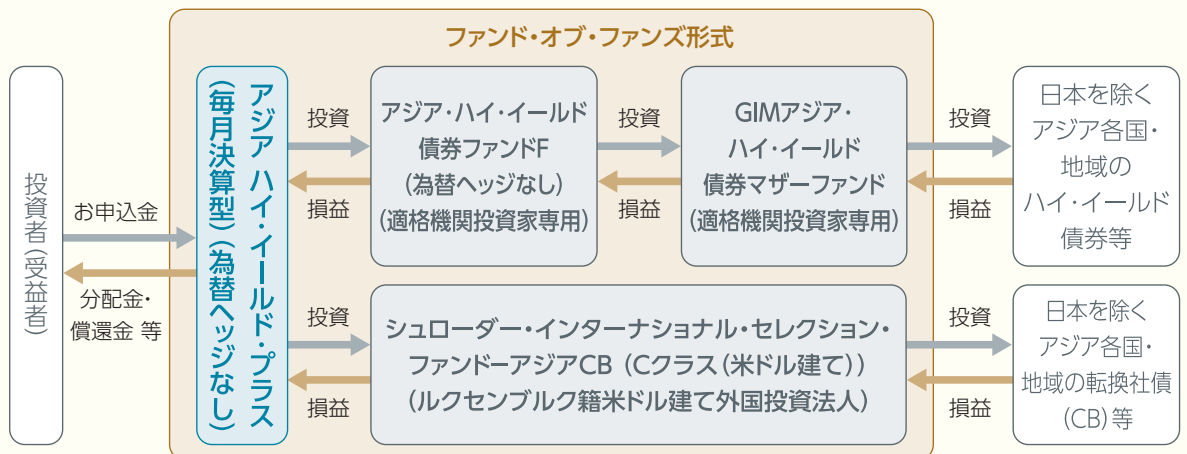 ファンド・オブ・ファンズ形式
投資者(受益者)
お申込金
分配金・
償還金 等
アジア ハイ・イールド・プラス
(毎月決算型)(為替ヘッジなし)
投資
損益
アジア・ハイ・イールド
債券ファンドF
(為替ヘッジなし)
(適格機関投資家専用)
投資
損益
GIMアジア・
ハイ・イールド
債券マザーファンド
(適格機関投資家専用)
投資
損益
日本を除く
アジア各国・
地域の
ハイ・イールド
債券等
投資
損益
シュローダー・インターナショナル・セレクション・
ファンドーアジアCB (Cクラス(米ドル建て))
(ルクセンブルク籍米ドル建て外国投資法人)
投資
損益
日本を除く
アジア各国・
地域の転換社債
(CB)等